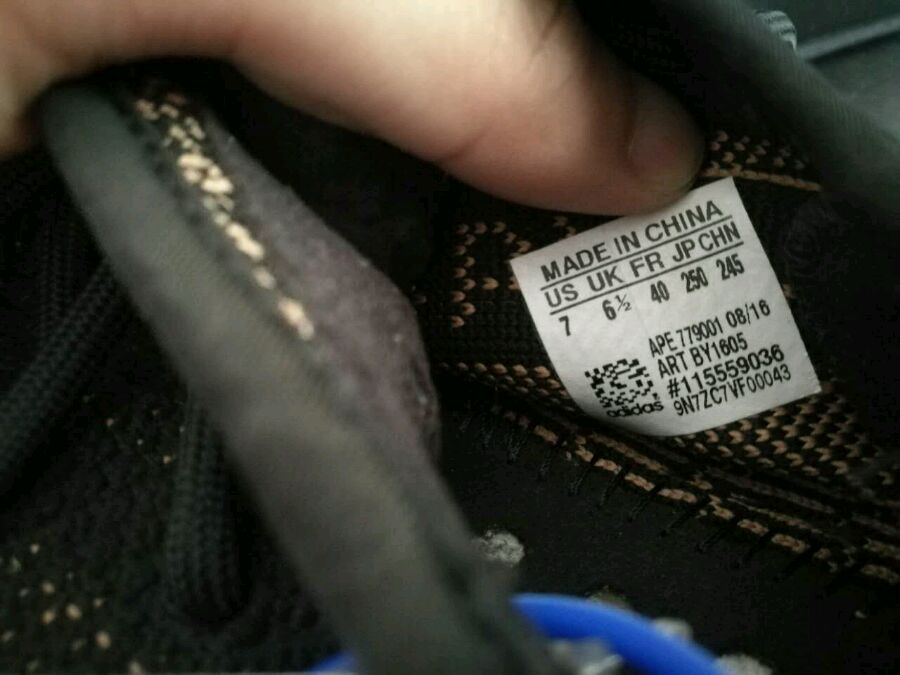 MADE IN CHINA
US UK FR JP CHN
7 6½ 40 250 245
APE 779001 08/16
ART BY1605
#115559036
9N7ZC7VF00043
adidas